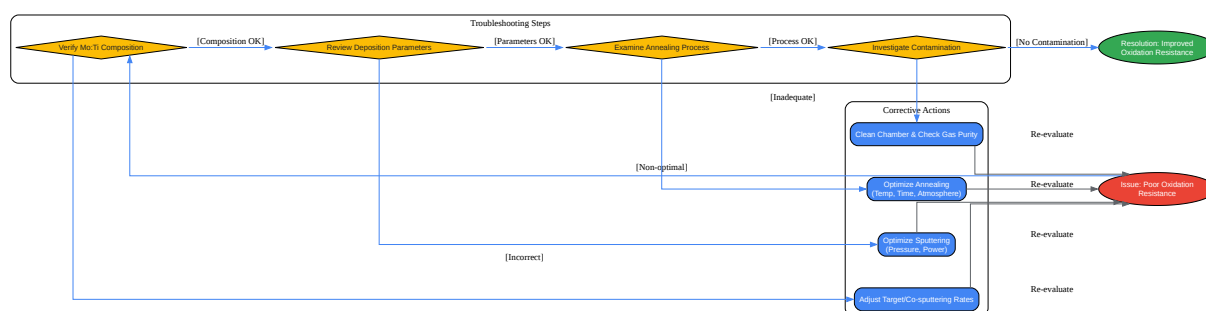 Troubleshooting Steps
Verify Mo:Ti Composition
[Composition OK]
Review Deposition Parameters
[Parameters OK]
Examine Annealing Process
[Process OK]
Investigate Contamination
[No Contamination]
Resolution: Improved
Oxidation Resistance
[Inadequate]
Corrective Actions
Clean Chamber & Check Gas Purity
Re-evaluate
[Non-optimal]
Optimize Annealing
(Temp, Time, Atmosphere)
Re-evaluate
Issue: Poor Oxidation
Resistance
Optimize Sputtering
(Pressure, Power)
Re-evaluate
[Incorrect]
Adjust Target/Co-sputtering Rates
Re-evaluate